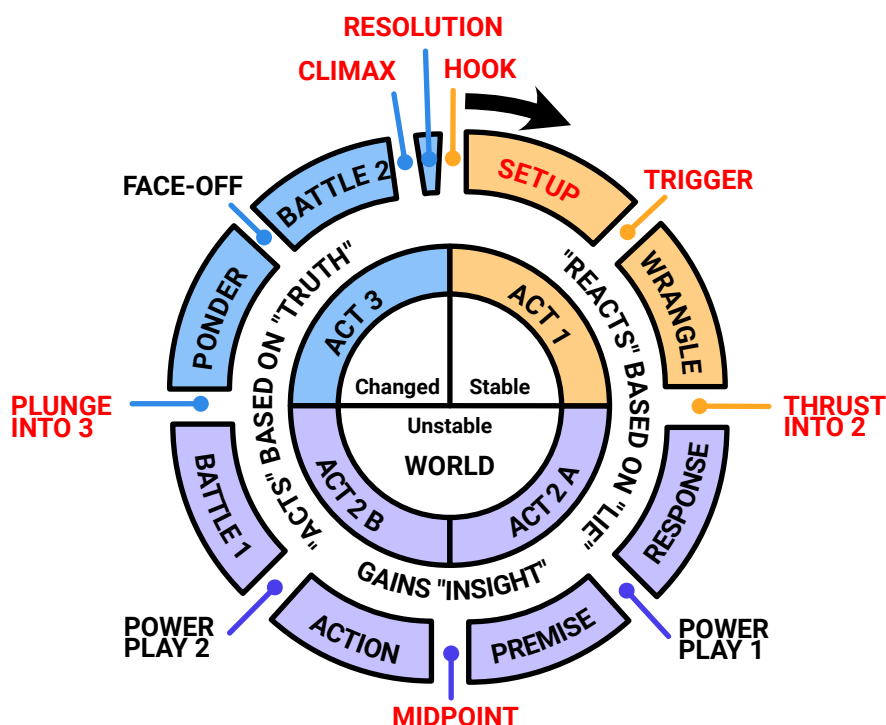 RESOLUTION
CLIMAX
HOOK
SETUP
TRIGGER
WRANGLE
THRUST
INTO 2
RESPONSE
POWER
PLAY 1
PREMISE
MIDPOINT
ACTION
POWER
PLAY 2
BATTLE 1
PLUNGE
INTO 3
PONDER
FACE-OFF
BATTLE 2
"REACTS" BASED ON "LIE"
GAINS "INSIGHT"
"ACTS" BASED ON "TRUTH"
ACT 1
ACT 2 A
ACT 2 B
ACT 3
Changed
Stable
Unstable
WORLD